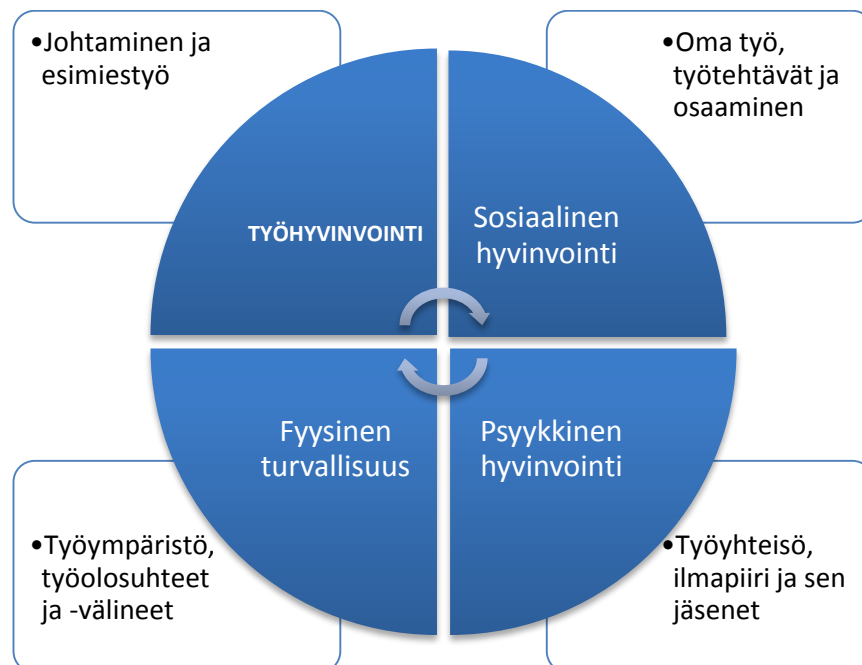 •Johtaminen ja
esimiestyö
•Oma työ,
työtehtävät ja
osaaminen
TYÖHYVINVOINTI
Sosiaalinen
hyvinvointi
Fyysinen
turvallisuus
Psyykkinen
hyvinvointi
•Työympäristö,
työolosuhteet
ja -välineet
•Työyhteisö,
ilmapiiri ja sen
jäsenet